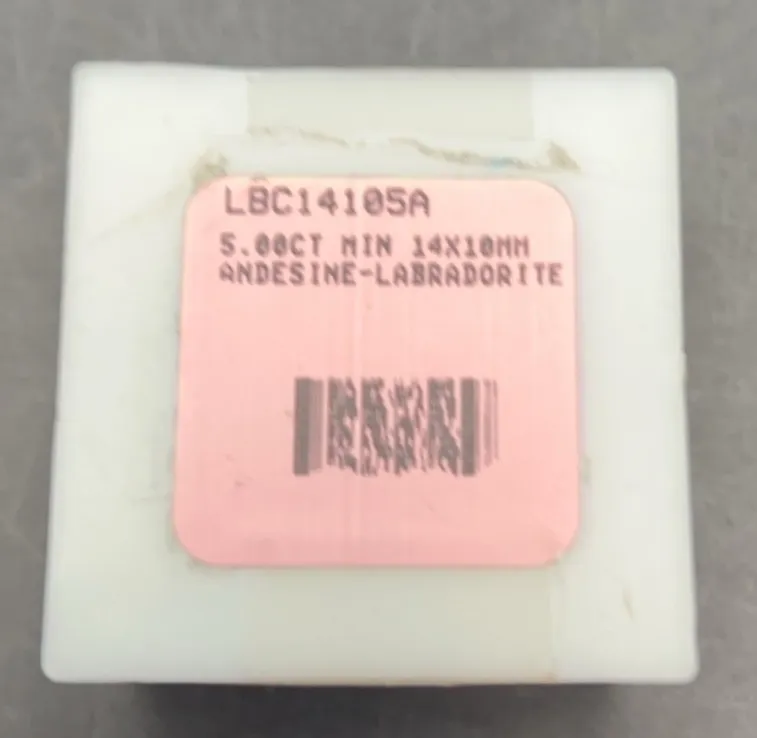 LBC14105A
5.00CT MIN 14X10MM
ANDESINE-LABRADORITE